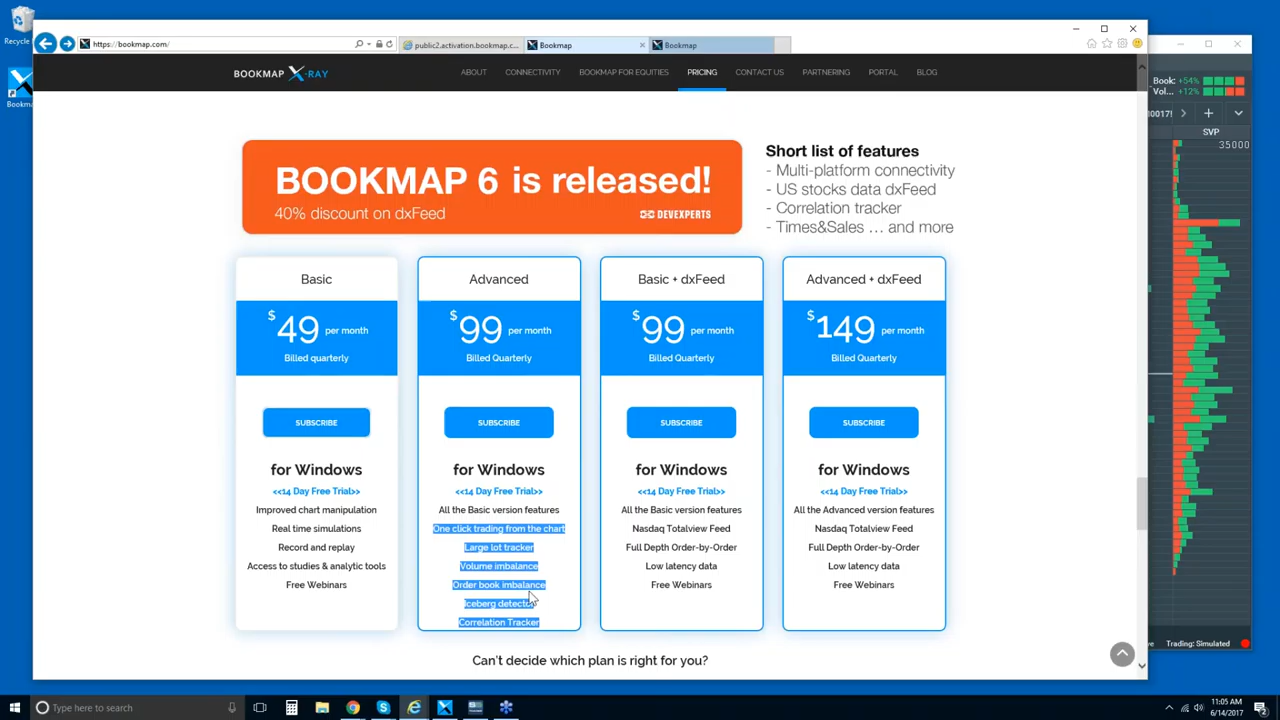 Recycle
Bookma
https://bookmap.com/
public2.activation.bookmap.c...
Bookmap
Bookmap
BOOKMAP X-RAY
ABOUT
CONNECTIVITY
BOOKMAP FOR EQUITIES
PRICING
CONTACT US
PARTNERING
PORTAL
BLOG
Book: +54%
Vol... +12%
SVP
35000
BOOKMAP 6 is released!
40% discount on dxFeed
DEVEXPERTS
Short list of features
- Multi-platform connectivity
- US stocks data dxFeed
- Correlation tracker
- Times&Sales ... and more
Basic
$49 per month
Billed quarterly
SUBSCRIBE
for Windows
<<14 Day Free Trial>>
Improved chart manipulation
Real time simulations
Record and replay
Access to studies & analytic tools
Free Webinars
Advanced
$99 per month
Billed Quarterly
SUBSCRIBE
for Windows
<<14 Day Free Trial>>
All the Basic version features
One click trading from the chart
Large lot tracker
Volume imbalance
Order book imbalance
Iceberg detector
Correlation Tracker
Basic + dxFeed
$99 per month
Billed Quarterly
SUBSCRIBE
for Windows
<<14 Day Free Trial>>
All the Basic version features
Nasdaq Totalview Feed
Full Depth Order-by-Order
Low latency data
Free Webinars
Advanced + dxFeed
$149 per month
Billed Quarterly
SUBSCRIBE
for Windows
<<14 Day Free Trial>>
All the Advanced version features
Nasdaq Totalview Feed
Full Depth Order-by-Order
Low latency data
Free Webinars
Can't decide which plan is right for you?
Trading: Simulated
Type here to search
11:05 AM
6/14/2017